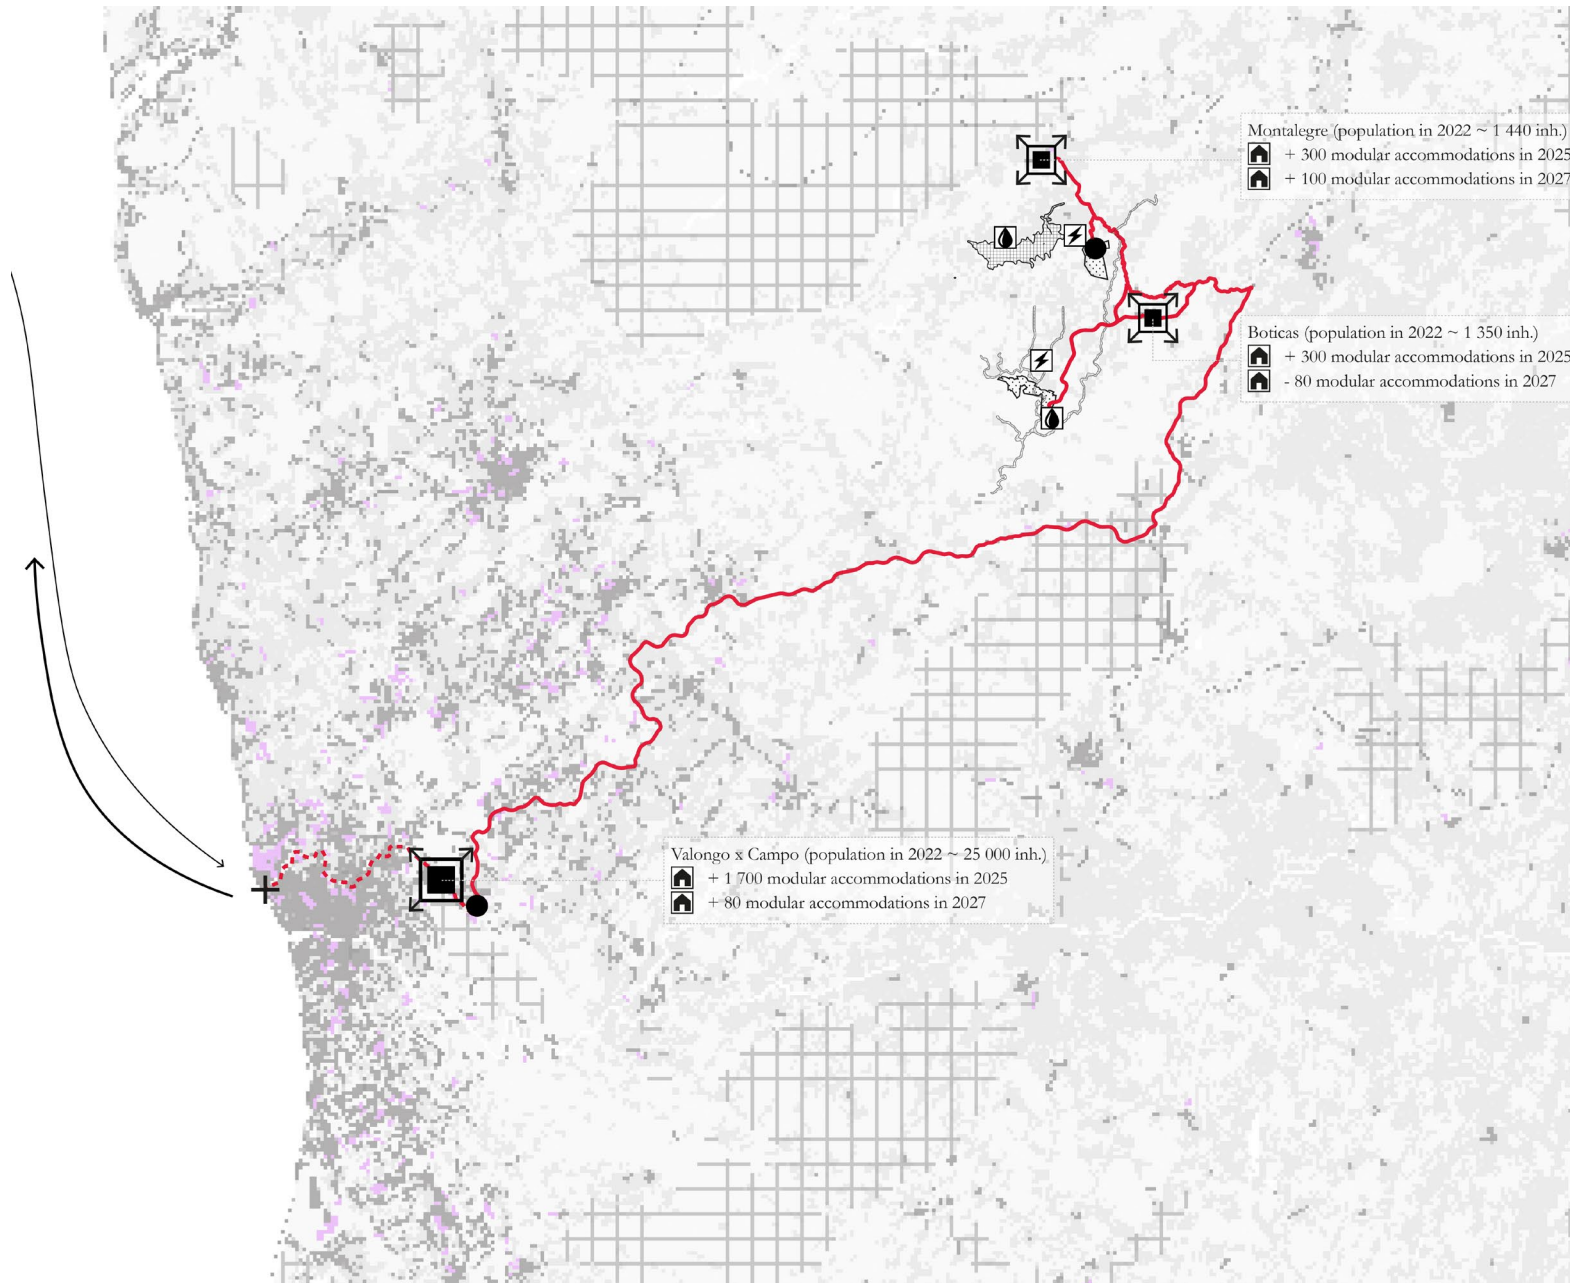 Montalegre (population in 2022 ~ 1 440 inh.)
+ 300 modular accommodations in 2025
+ 100 modular accommodations in 2027
Boticas (population in 2022 ~ 1 350 inh.)
+ 300 modular accommodations in 2025
- 80 modular accommodations in 2027
Valongo x Campo (population in 2022 ~ 25 000 inh.)
+ 1 700 modular accommodations in 2025
+ 80 modular accommodations in 2027